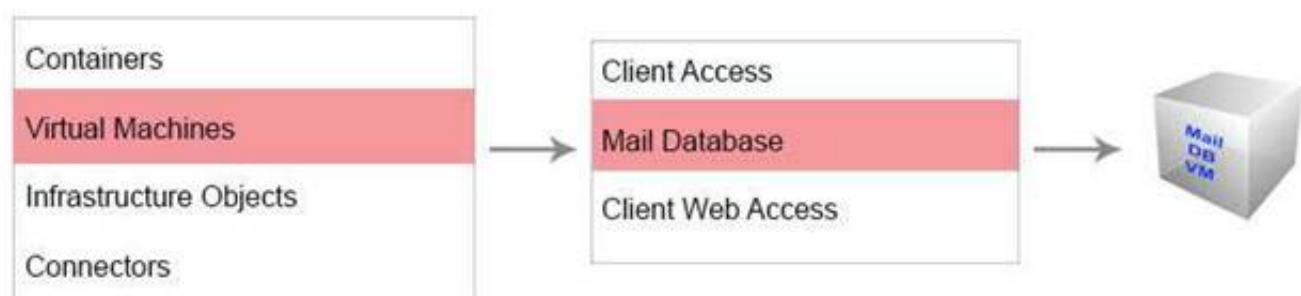 Containers
Virtual Machines
Infrastructure Objects
Connectors
Client Access
Mail Database
Client Web Access
Mail
DB
VM